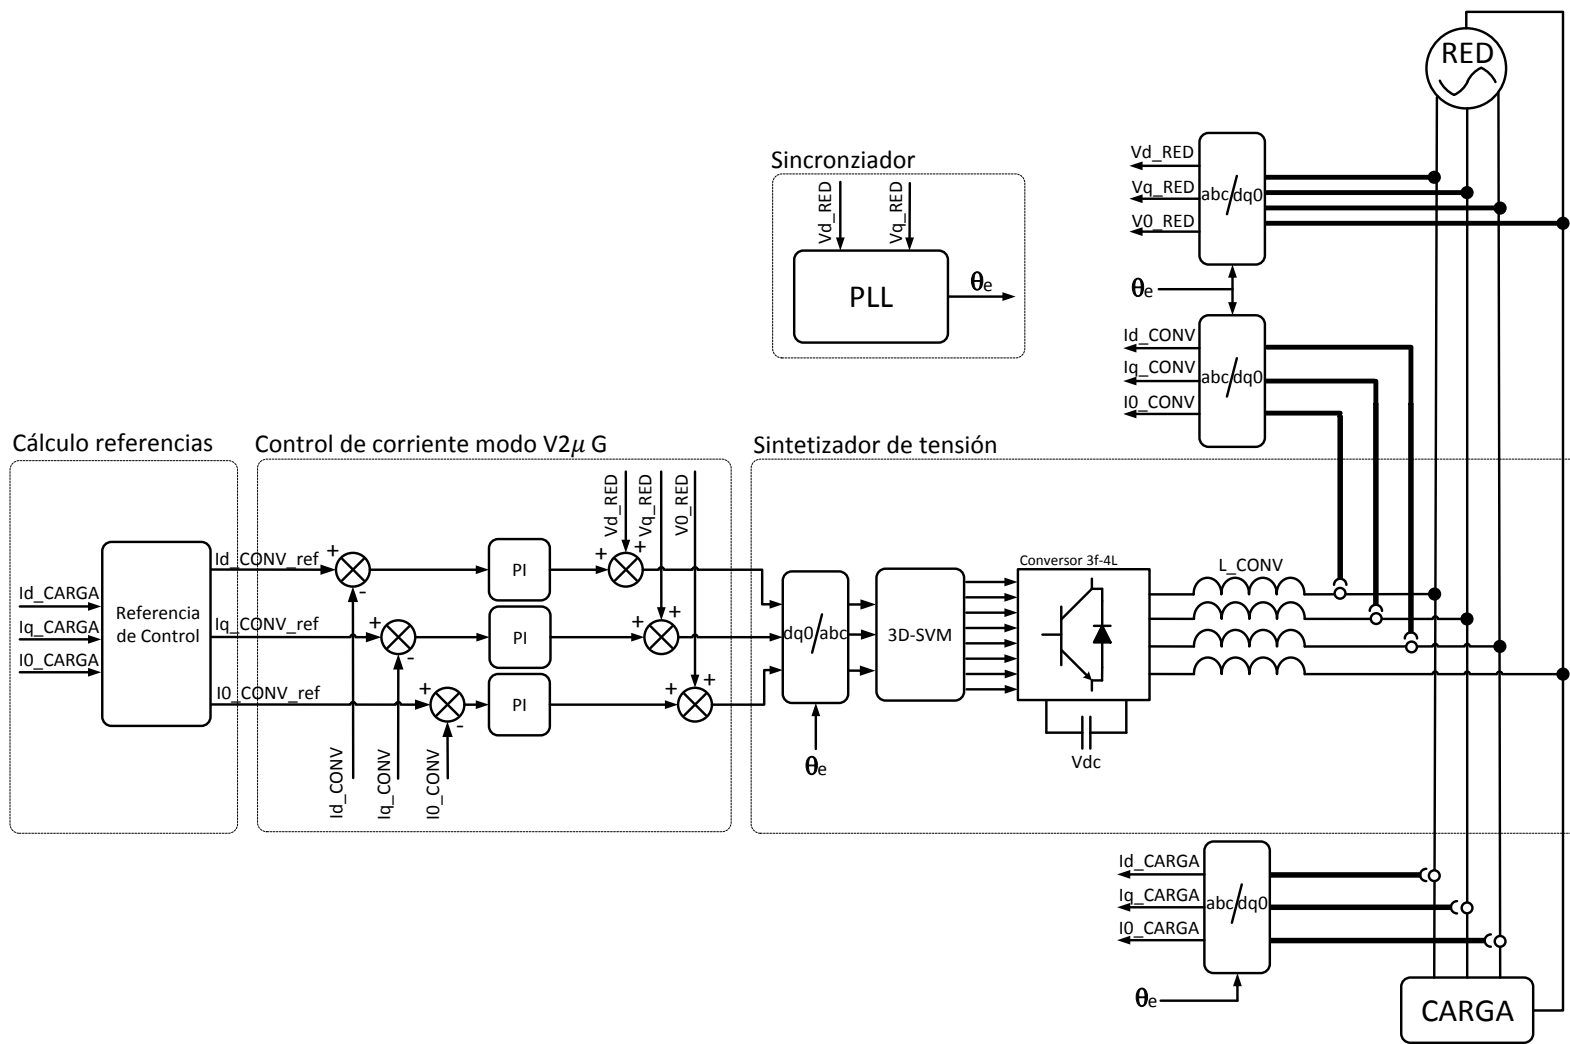 RED
Sincronziador
Vd_RED
Vq_RED
PLL
θe
Vd_RED
Vq_RED
V0_RED
abc/dq0
θe
Id_CONV
Iq_CONV
I0_CONV
abc/dq0
Cálculo referencias
Id_CARGA
Iq_CARGA
I0_CARGA
Referencia
de Control
Control de corriente modo V2μ G
Id_CONV_ref
Iq_CONV_ref
I0_CONV_ref
+
-
+
-
+
-
Id_CONV
Iq_CONV
I0_CONV
PI
PI
PI
Vd_RED
Vq_RED
V0_RED
+
+
+
+
+
+
Sintetizador de tensión
dq0/abc
θe
3D-SVM
Conversor 3f-4L
Vdc
L_CONV
Id_CARGA
Iq_CARGA
I0_CARGA
abc/dq0
θe
CARGA